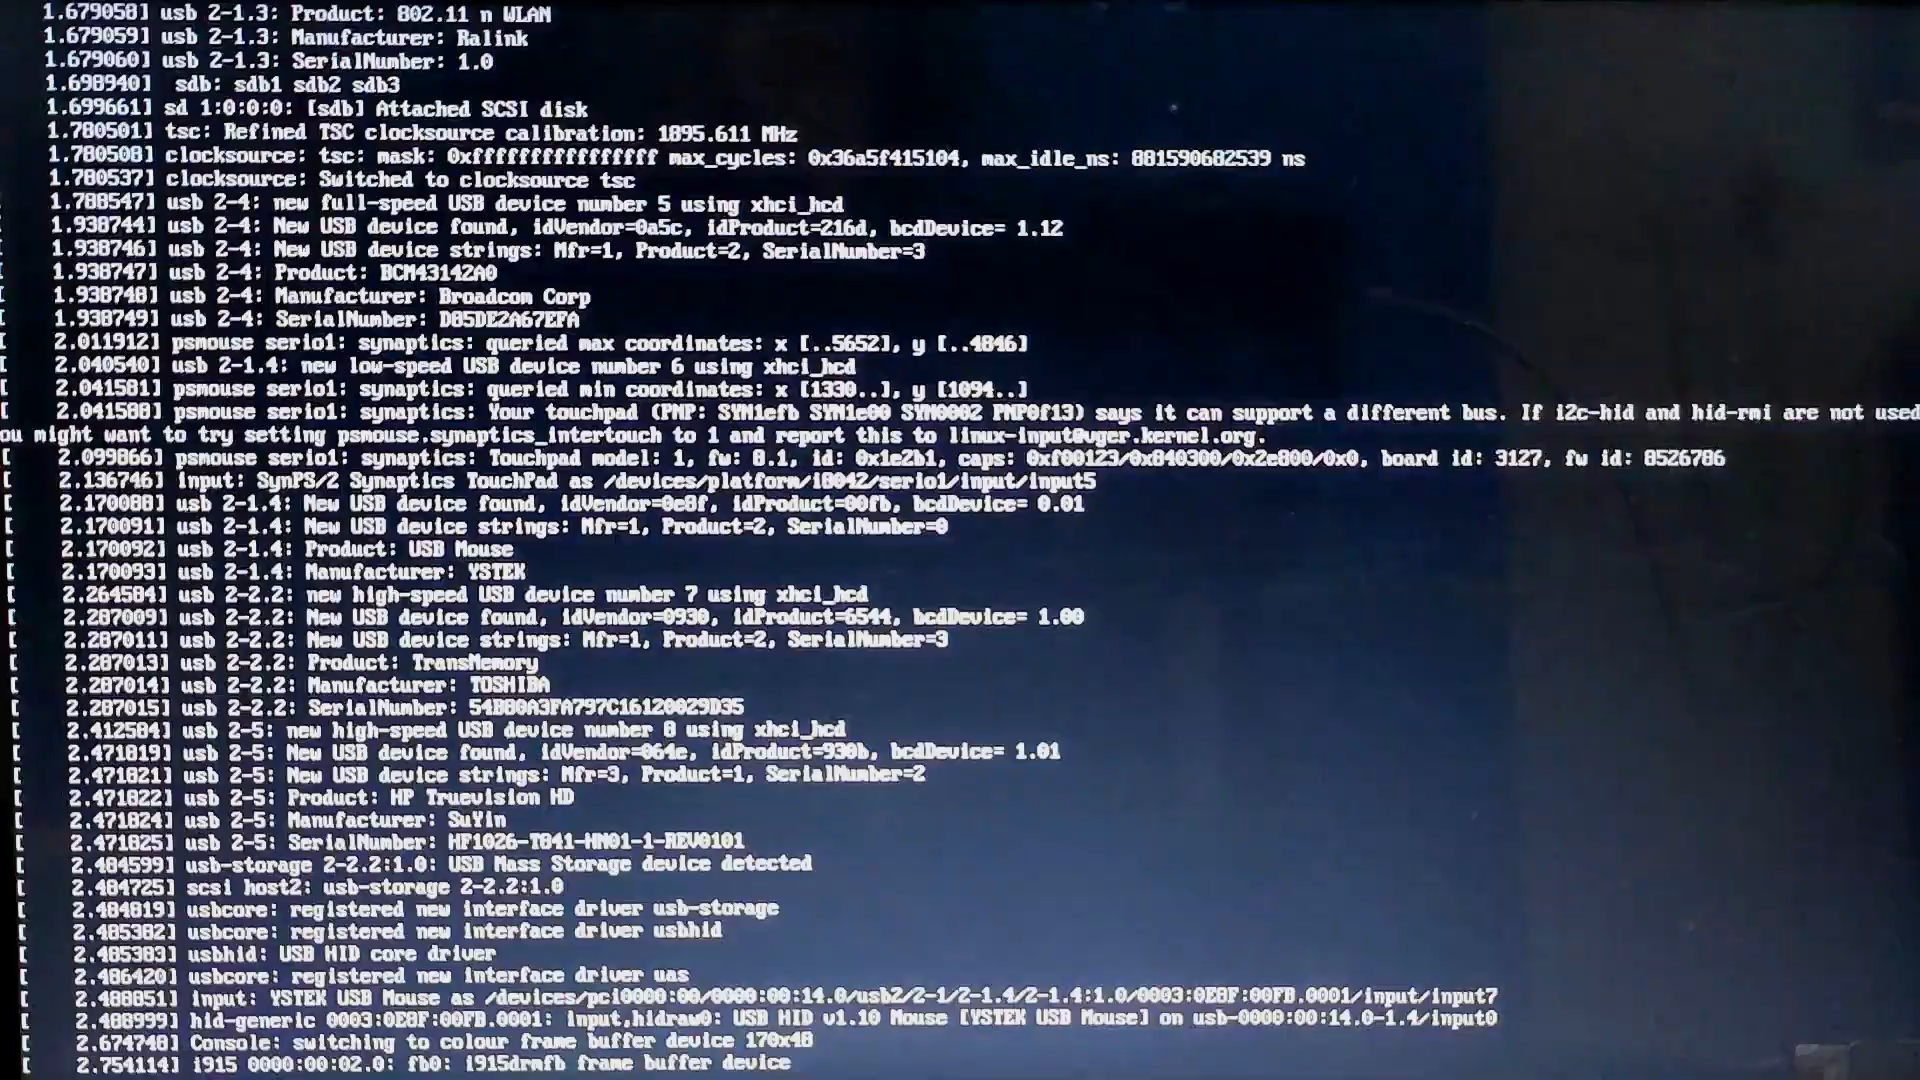 1.679058] usb 2-1.3: Product: 802.11 n WLAN
1.679059] usb 2-1.3: Manufacturer: Ralink
1.679060] usb 2-1.3: SerialNumber: 1.0
1.698940]  sdb: sdb1 sdb2 sdb3
1.699661] sd 1:0:0:0: [sdb] Attached SCSI disk
1.780501] tsc: Refined TSC clocksource calibration: 1895.611 MHz
1.780508] clocksource: tsc: mask: 0xffffffffffffffff max_cycles: 0x36a5f415104, max_idle_ns: 881590682539 ns
1.780537] clocksource: Switched to clocksource tsc
1.788547] usb 2-4: new full-speed USB device number 5 using xhci_hcd
1.938744] usb 2-4: New USB device found, idVendor=0a5c, idProduct=216d, bcdDevice= 1.12
1.938746] usb 2-4: New USB device strings: Mfr=1, Product=2, SerialNumber=3
[ 1.938747] usb 2-4: Product: BCM43142A0
[ 1.938748] usb 2-4: Manufacturer: Broadcom Corp
[ 1.938749] usb 2-4: SerialNumber: D85DE2A67EFA
[ 2.011912] psmouse serio1: synaptics: queried max coordinates: x [..5652], y [..4846]
[ 2.040540] usb 2-1.4: new low-speed USB device number 6 using xhci_hcd
[ 2.041581] psmouse serio1: synaptics: queried min coordinates: x [1330..], y [1094..]
[ 2.041588] psmouse serio1: synaptics: Your touchpad (PNP: SYN1efb SYN1e00 SYN0002 PNP0f13) says it can support a different bus. If i2c-hid and hid-rmi are not used
ou might want to try setting psmouse.synaptics_intertouch to 1 and report this to linux-input@vger.kernel.org.
[ 2.099866] psmouse serio1: synaptics: Touchpad model: 1, fw: 8.1, id: 0x1e2b1, caps: 0xf00123/0x840300/0x2e800/0x0, board id: 3127, fw id: 8526786
[ 2.136746] input: SynPS/2 Synaptics TouchPad as /devices/platform/i8042/serio1/input/input5
[ 2.170088] usb 2-1.4: New USB device found, idVendor=0e8f, idProduct=00fb, bcdDevice= 0.01
[ 2.170091] usb 2-1.4: New USB device strings: Mfr=1, Product=2, SerialNumber=0
[ 2.170092] usb 2-1.4: Product: USB Mouse
[ 2.170093] usb 2-1.4: Manufacturer: YSTEK
[ 2.264584] usb 2-2.2: new high-speed USB device number 7 using xhci_hcd
[ 2.287009] usb 2-2.2: New USB device found, idVendor=0930, idProduct=6544, bcdDevice= 1.00
[ 2.287011] usb 2-2.2: New USB device strings: Mfr=1, Product=2, SerialNumber=3
[ 2.287013] usb 2-2.2: Product: TransMemory
[ 2.287014] usb 2-2.2: Manufacturer: TOSHIBA
[ 2.287015] usb 2-2.2: SerialNumber: 54B80A3FA797C16120029D35
[ 2.412584] usb 2-5: new high-speed USB device number 8 using xhci_hcd
[ 2.471819] usb 2-5: New USB device found, idVendor=064e, idProduct=930b, bcdDevice= 1.01
[ 2.471821] usb 2-5: New USB device strings: Mfr=3, Product=1, SerialNumber=2
[ 2.471822] usb 2-5: Product: HP Truevision HD
[ 2.471824] usb 2-5: Manufacturer: SuYin
[ 2.471825] usb 2-5: SerialNumber: HF1026-T841-HN01-1-REV0101
[ 2.484599] usb-storage 2-2.2:1.0: USB Mass Storage device detected
[ 2.484725] scsi host2: usb-storage 2-2.2:1.0
[ 2.484819] usbcore: registered new interface driver usb-storage
[ 2.485382] usbcore: registered new interface driver usbhid
[ 2.485383] usbhid: USB HID core driver
[ 2.486420] usbcore: registered new interface driver uas
[ 2.488851] input: YSTEK USB Mouse as /devices/pci0000:00/0000:00:14.0/usb2/2-1/2-1.4/2-1.4:1.0/0003:0E8F:00FB.0001/input/input7
[ 2.488999] hid-generic 0003:0E8F:00FB.0001: input,hidraw0: USB HID v1.10 Mouse [YSTEK USB Mouse] on usb-0000:00:14.0-1.4/input0
[ 2.674748] Console: switching to colour frame buffer device 170x48
[ 2.754114] i915 0000:00:02.0: fb0: i915drmfb frame buffer device